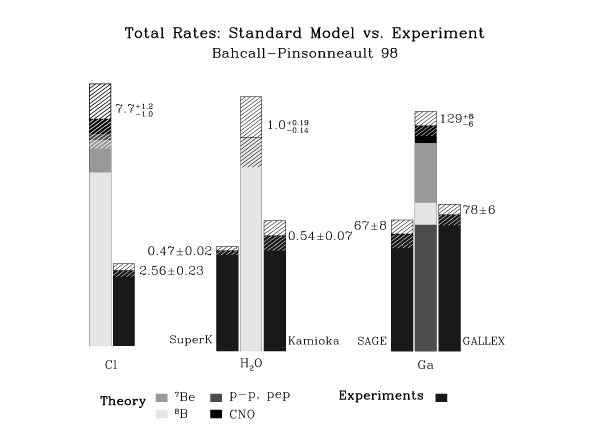 Total Rates: Standard Model vs. Experiment
Bahcall–Pinsonneault 98
7.7+1.2−1.0
1.0+0.19−0.14
129+8−6
67±8
78±6
0.47±0.02
0.54±0.07
2.56±0.23
SuperK
Kamioka
SAGE
GALLEX
Cl
H₂O
Ga
Theory
⁷Be
p−p, pep
Experiments
⁸B
CNO